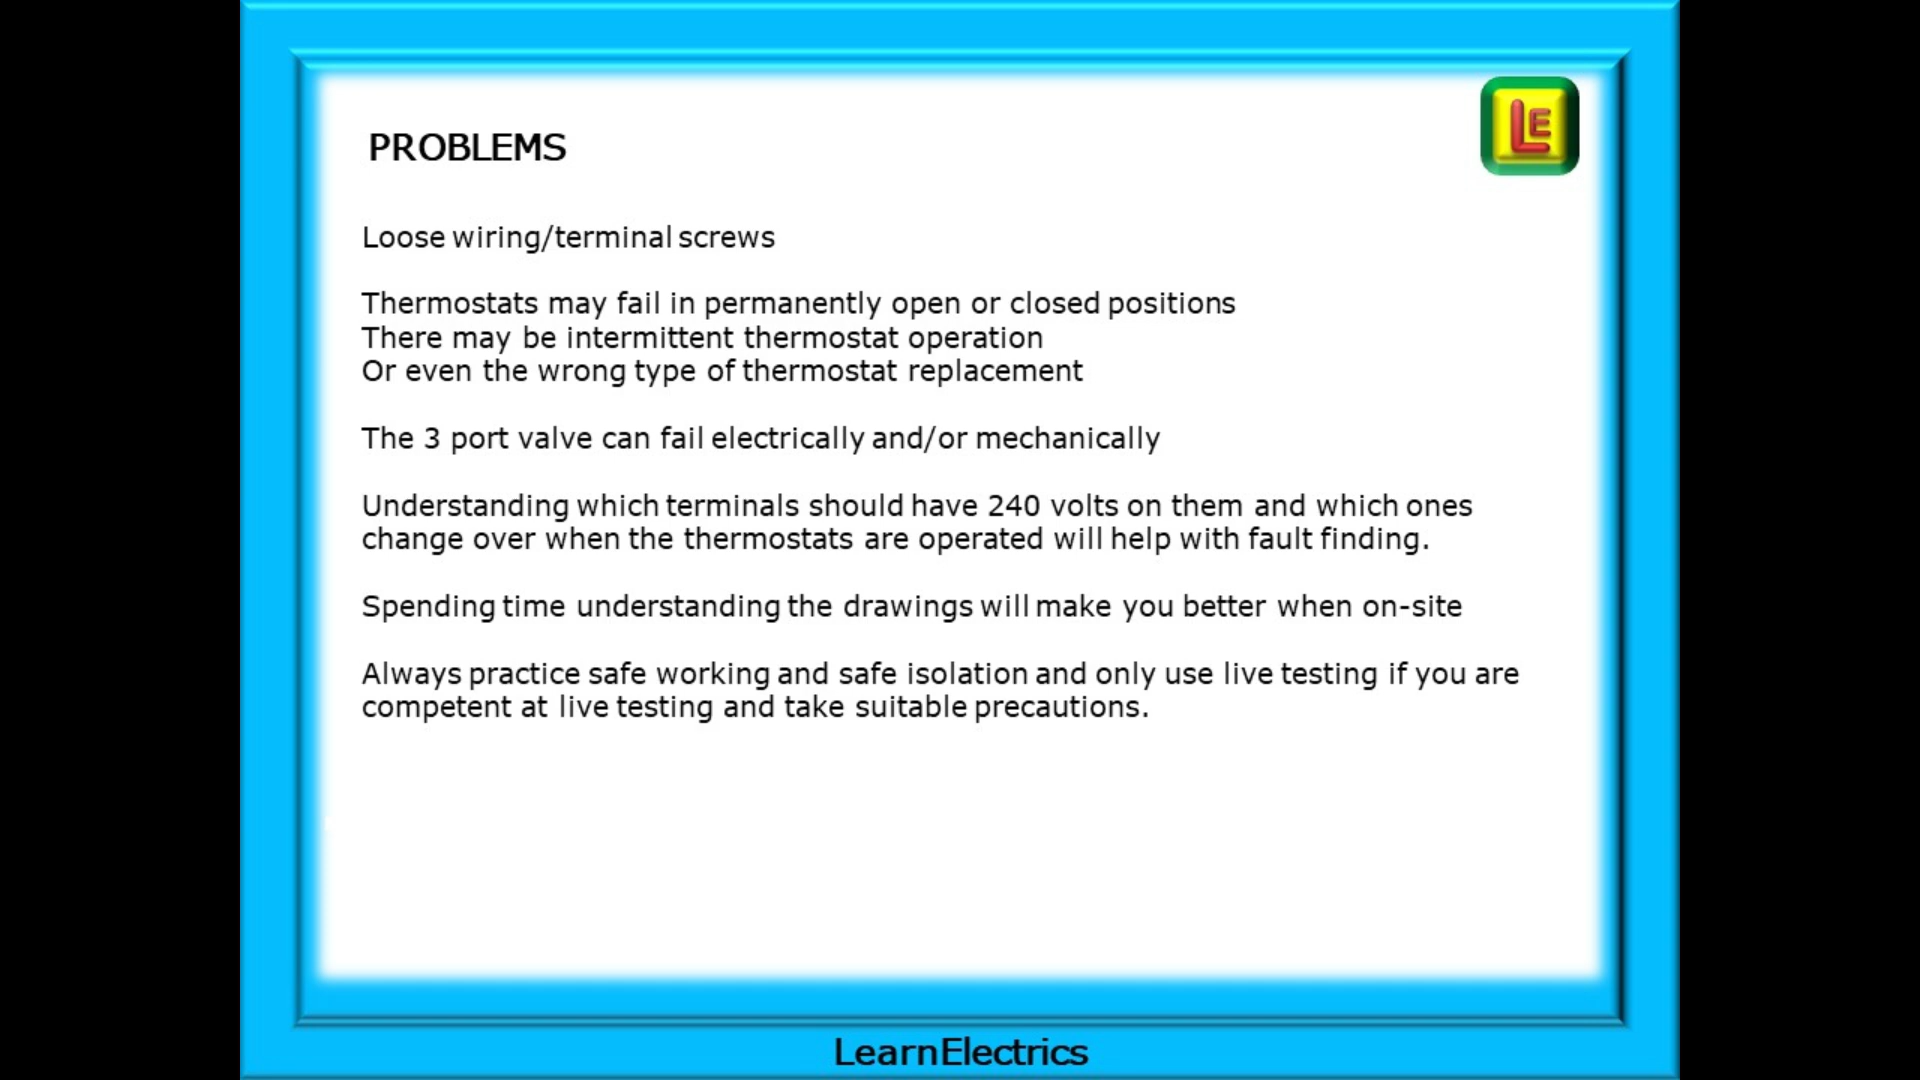 PROBLEMS
LE
Loose wiring/terminal screws
Thermostats may fail in permanently open or closed positions
There may be intermittent thermostat operation
Or even the wrong type of thermostat replacement
The 3 port valve can fail electrically and/or mechanically
Understanding which terminals should have 240 volts on them and which ones
change over when the thermostats are operated will help with fault finding.
Spending time understanding the drawings will make you better when on-site
Always practice safe working and safe isolation and only use live testing if you are
competent at live testing and take suitable precautions.
LearnElectrics